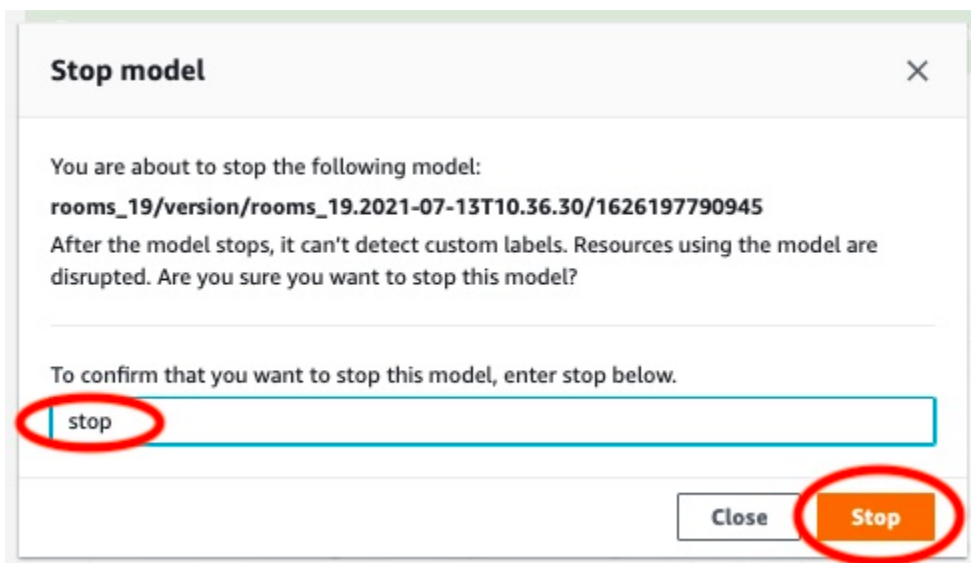 Stop model
You are about to stop the following model:
rooms_19/version/rooms_19.2021-07-13T10.36.30/1626197790945
After the model stops, it can't detect custom labels. Resources using the model are
disrupted. Are you sure you want to stop this model?
To confirm that you want to stop this model, enter stop below.
stop
Close Stop